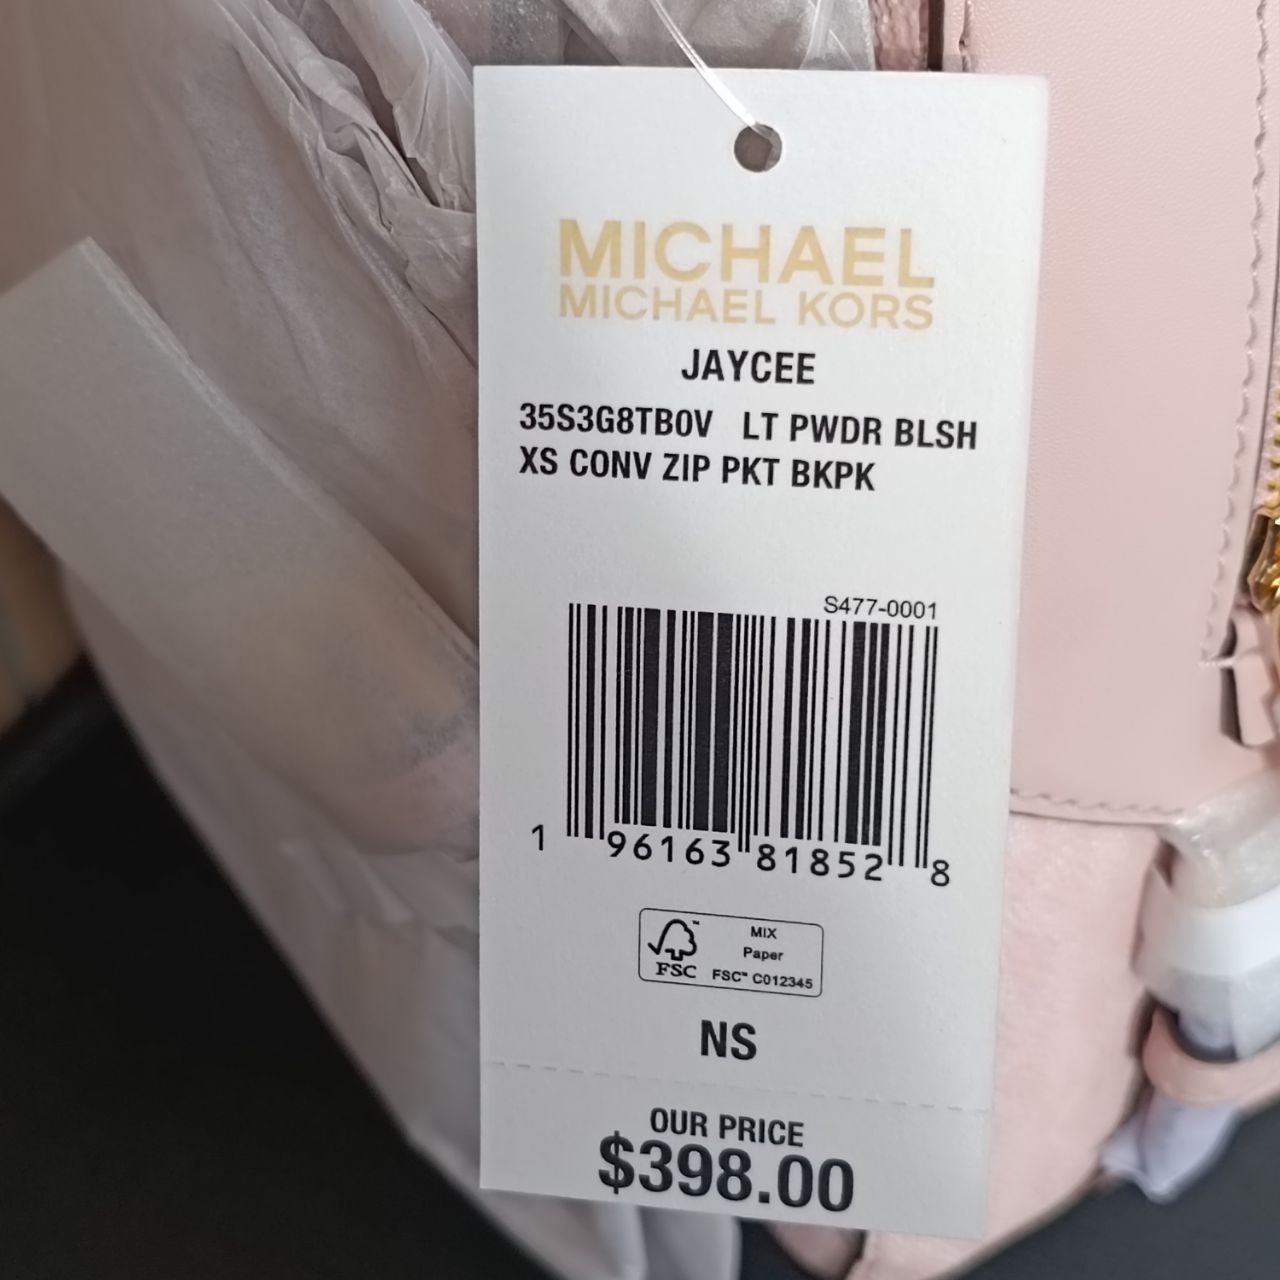 MICHAEL
MICHAEL KORS
JAYCEE
35S3G8TB0V LT PWDR BLSH
XS CONV ZIP PKT BKPK
S477-0001
1 96163 81852 8
FSC™
MIX
Paper
FSC™ C012345
NS
OUR PRICE
$398.00